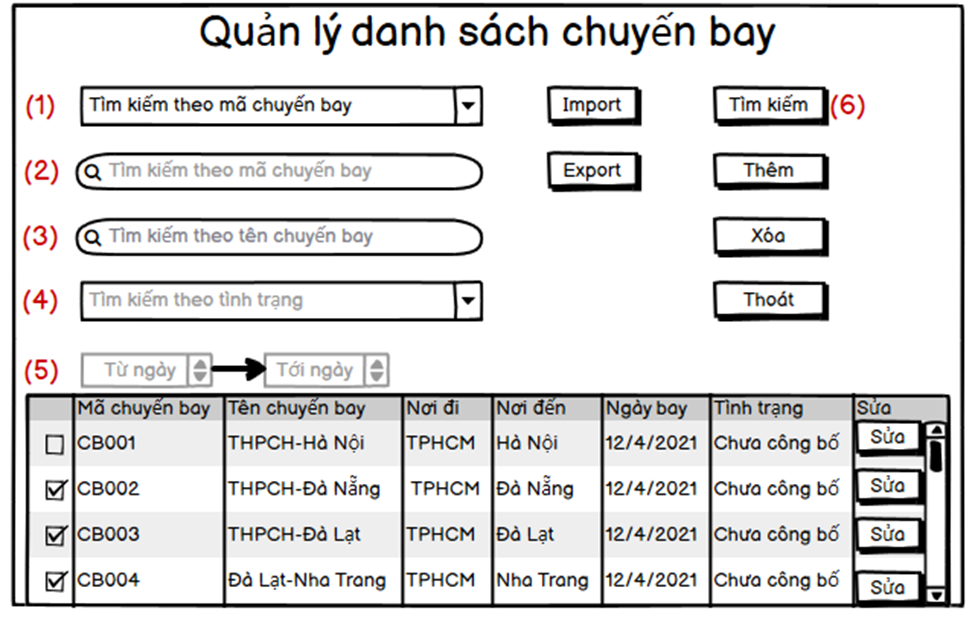 Quản lý danh sách chuyến bay
(1) Tìm kiếm theo mã chuyến bay Import Tìm kiếm (6)
(2) Tìm kiếm theo mã chuyến bay Export Thêm
(3) Tìm kiếm theo tên chuyến bay Xóa
(4) Tìm kiếm theo tình trạng Thoát
(5) Từ ngày Tới ngày
Mã chuyến bay Tên chuyến bay Nơi đi Nơi đến Ngày bay Tình trạng Sửa
CB001 THPCH-Hà Nội TPHCM Hà Nội 12/4/2021 Chưa công bố Sửa
CB002 THPCH-Đà Nẵng TPHCM Đà Nẵng 12/4/2021 Chưa công bố Sửa
CB003 THPCH-Đà Lạt TPHCM Đà Lạt 12/4/2021 Chưa công bố Sửa
CB004 Đà Lạt-Nha Trang TPHCM Nha Trang 12/4/2021 Chưa công bố Sửa